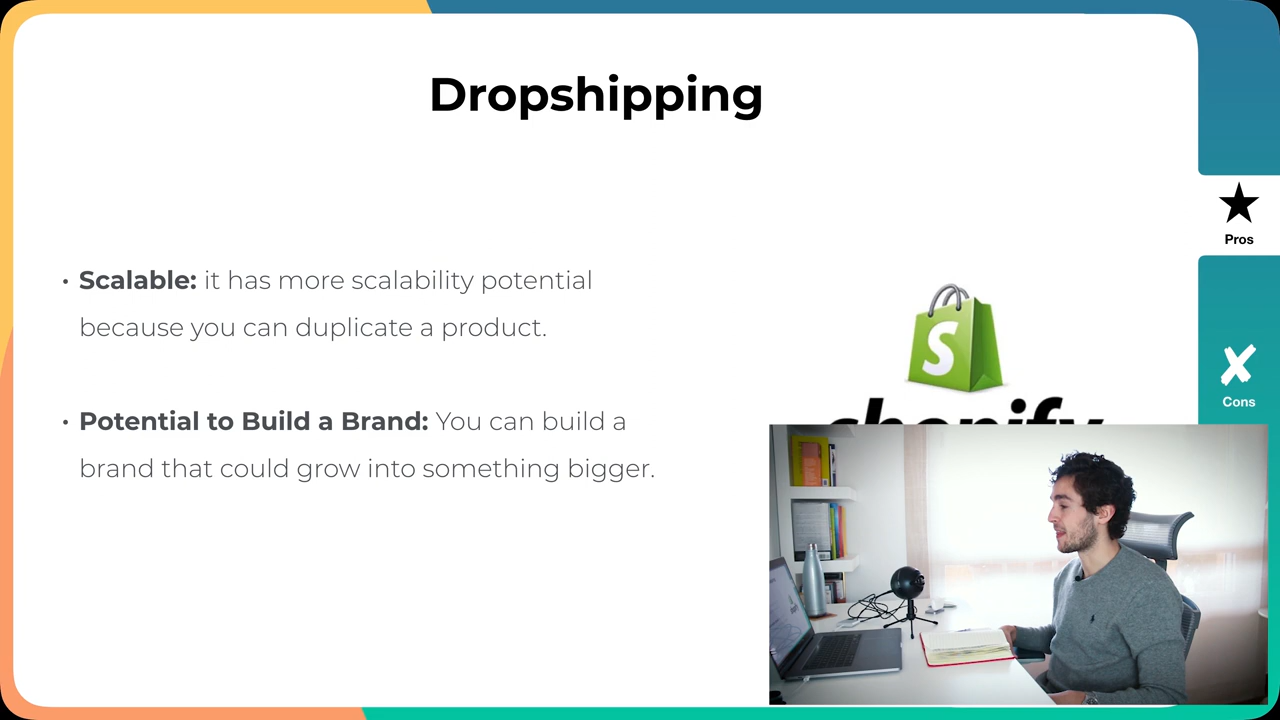 Dropshipping
• Scalable: it has more scalability potential
because you can duplicate a product.
• Potential to Build a Brand: You can build a
brand that could grow into something bigger.
S
shopify
Pros
Cons